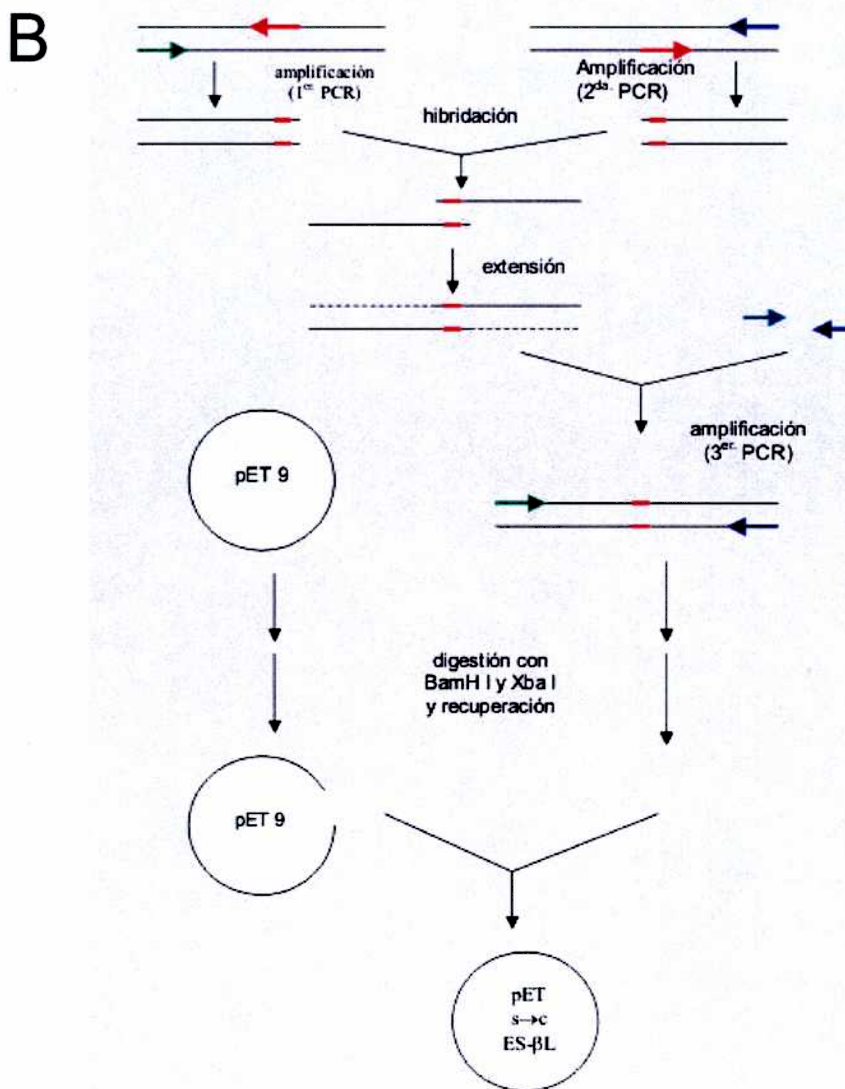 B
amplificación
(1er. PCR)
Amplificación
(2da. PCR)
hibridación
extensión
amplificación
(3er. PCR)
pET 9
digestión con
BamH I y Xba I
y recuperación
pET 9
pET
s→c
ES-βL